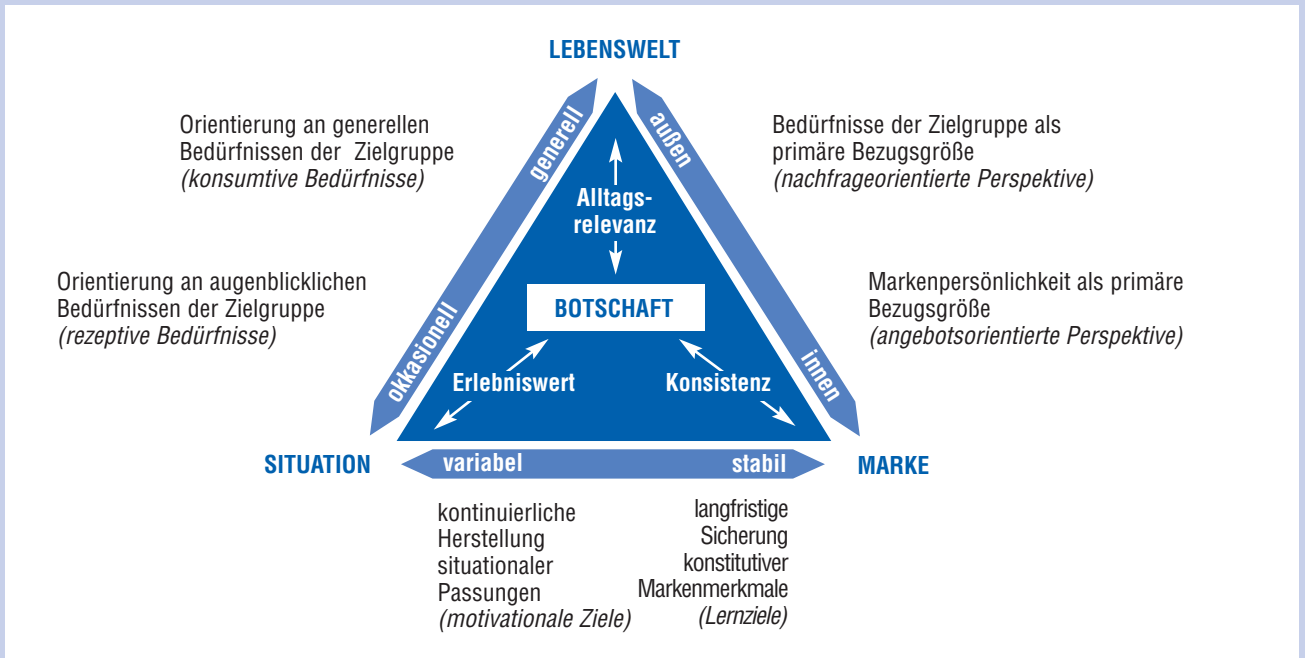 LEBENSWELT
Orientierung an generellen
Bedürfnissen der Zielgruppe
(konsumtive Bedürfnisse)
generell
außen
Bedürfnisse der Zielgruppe als
primäre Bezugsgröße
(nachfrageorientierte Perspektive)
Alltags-
relevanz
Orientierung an augenblicklichen
Bedürfnissen der Zielgruppe
(rezeptive Bedürfnisse)
okkasionell
BOTSCHAFT
innen
Markenpersönlichkeit als primäre
Bezugsgröße
(angebotsorientierte Perspektive)
Erlebniswert
Konsistenz
SITUATION
variabel
stabil
MARKE
kontinuierliche
Herstellung
situationaler
Passungen
(motivationale Ziele)
langfristige
Sicherung
konstitutiver
Markenmerkmale
(Lernziele)